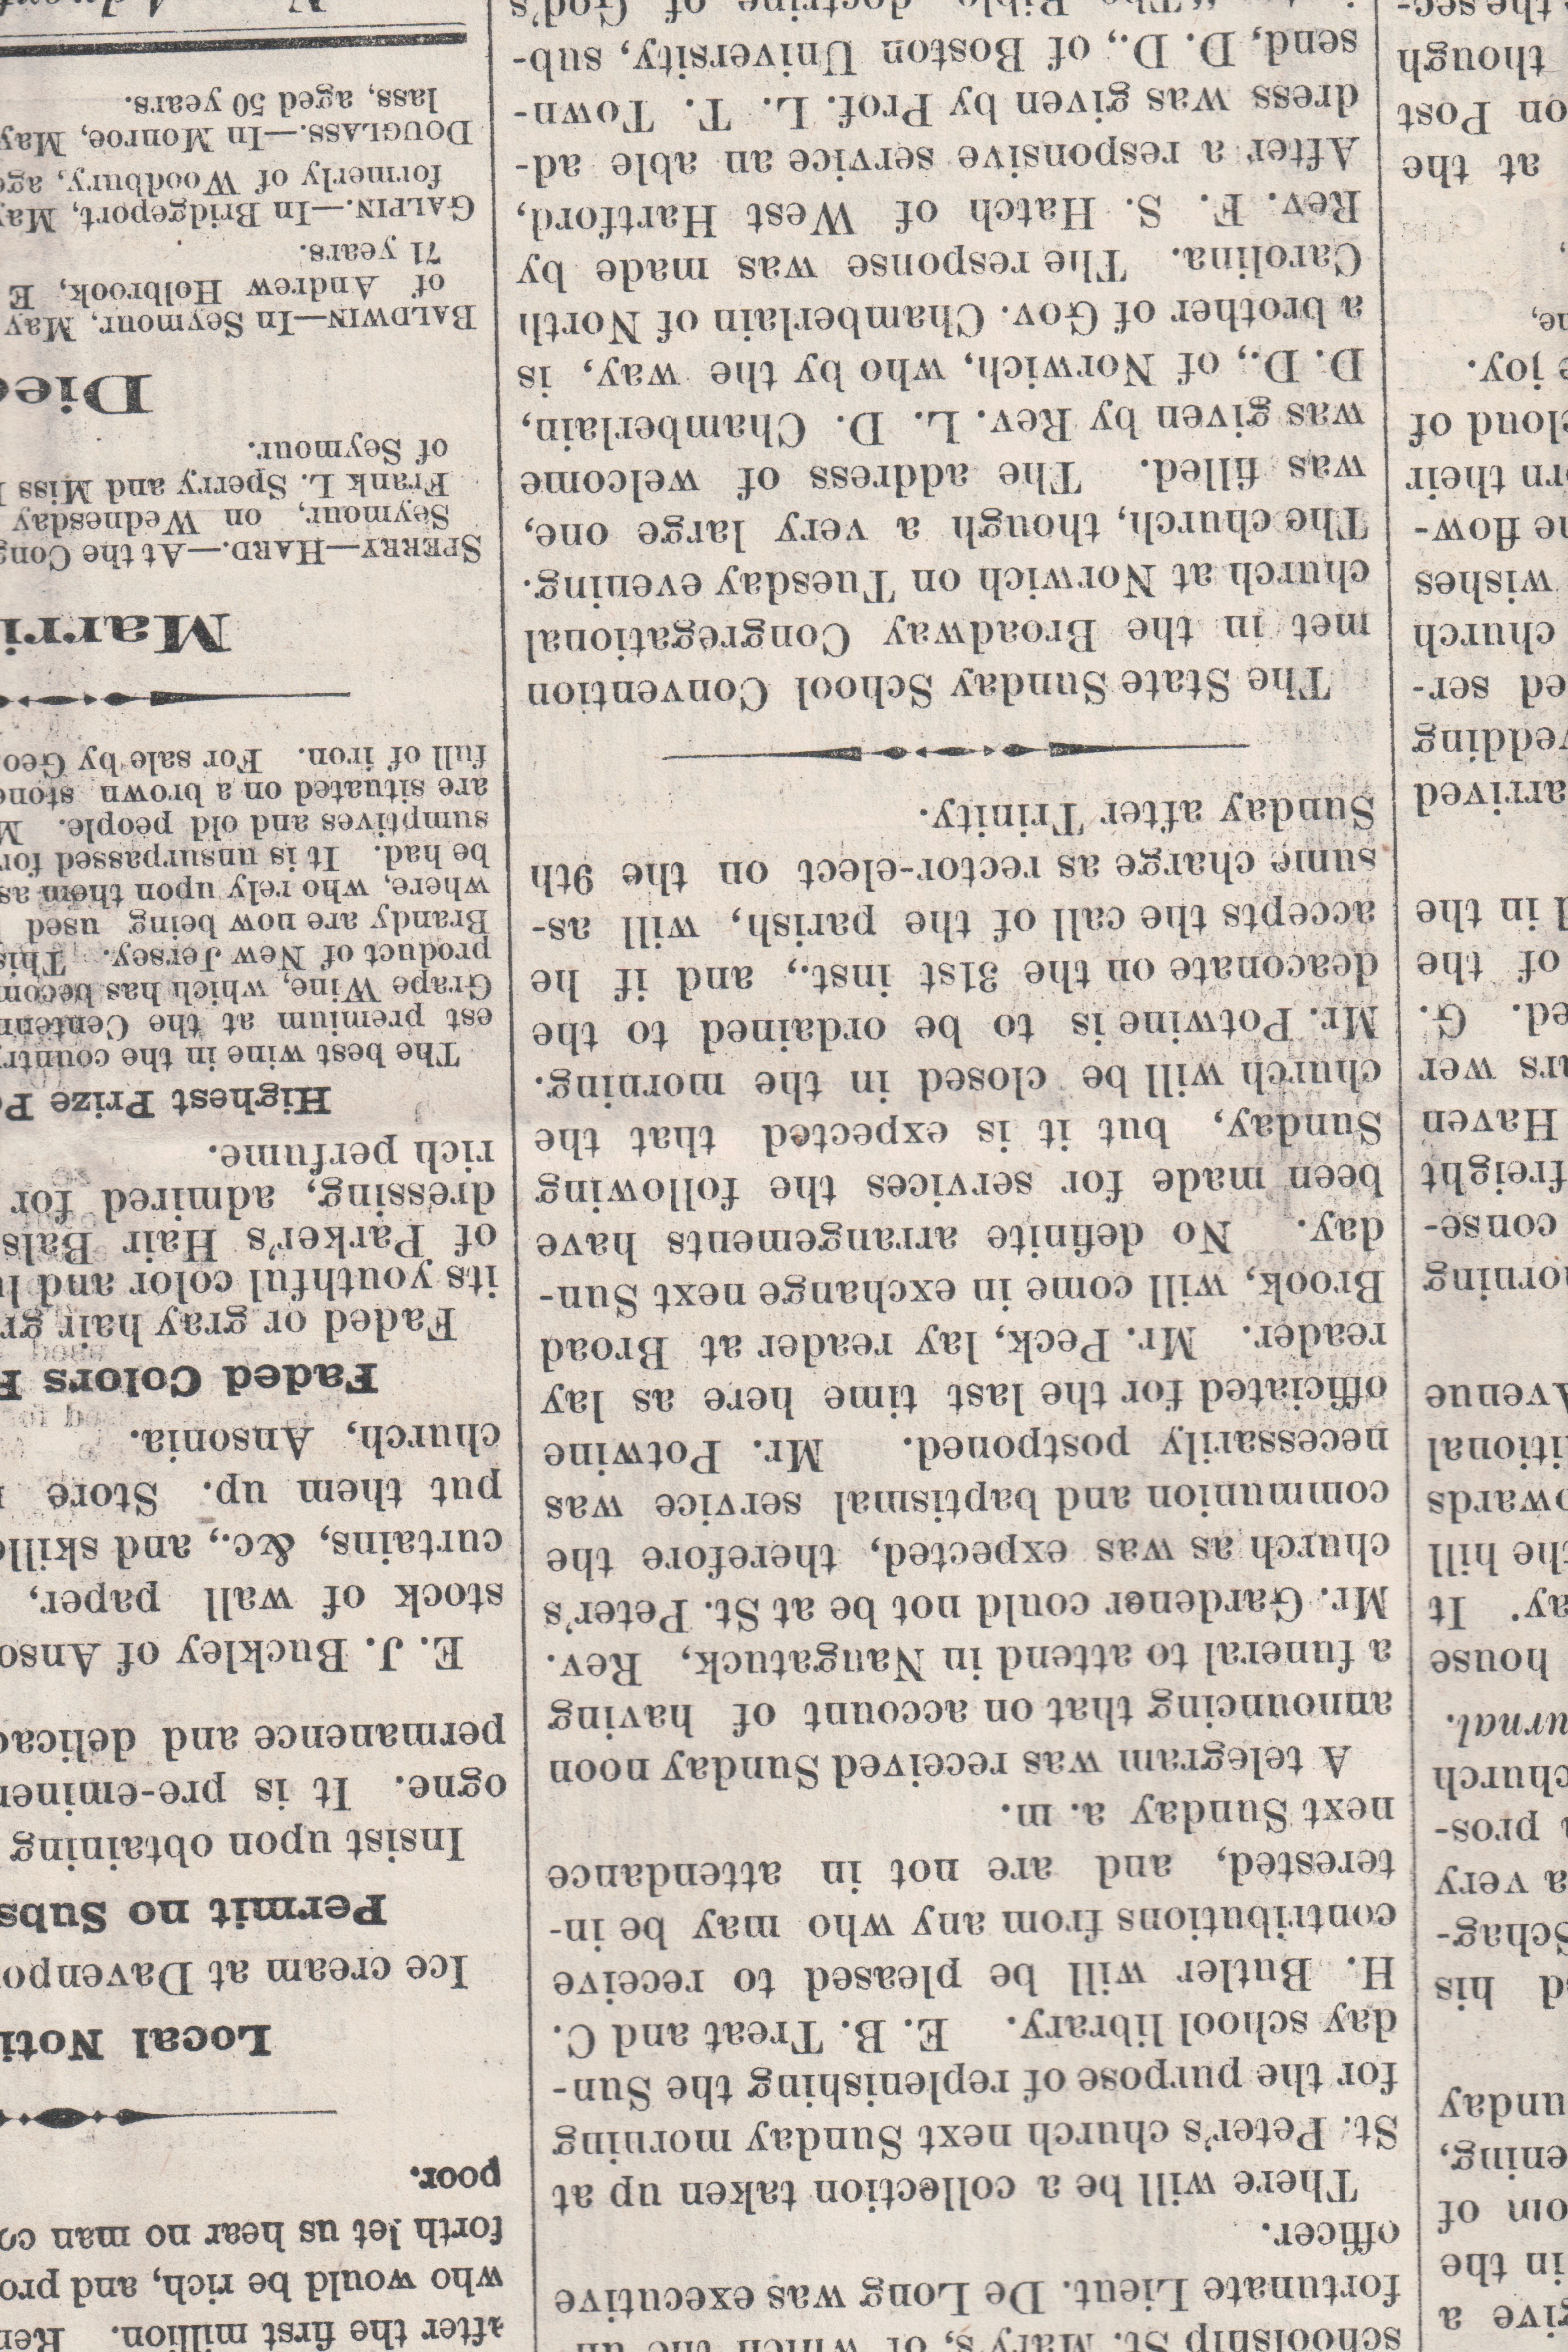 give a
in the
om of
ening,
unday
d his
Schag-
a very
pros-
church
urnal.
house
ay. It
he hill
owards
itional
Avenue
orning
conse-
freight
Haven
ars wer
ed. G.
of the
d in the
arrived
vedding
ed ser-
church
wishes
e flow-
rn their
cloud of
e joy.
ne,
at the
on Post
though
the sec-
schoolship St. Mary's, of which the un-
fortunate Lieut. De Long was executive
officer.
There will be a collection taken up at
St. Peter's church next Sunday morning
for the purpose of replenishing the Sun-
day school library. E. B. Treat and C.
H. Butler will be pleased to receive
contributions from any who may be in-
terested, and are not in attendance
next Sunday a. m.
A telegram was received Sunday noon
announcing that on account of having
a funeral to attend in Naugatuck, Rev.
Mr. Gardener could not be at St. Peter's
church as was expected, therefore the
communion and baptismal service was
necessarily postponed. Mr. Potwine
officiated for the last time here as lay
reader. Mr. Peck, lay reader at Broad
Brook, will come in exchange next Sun-
day. No definite arrangements have
been made for services the following
Sunday, but it is expected that the
church will be closed in the morning.
Mr. Potwine is to be ordained to the
deaconate on the 31st inst., and if he
accepts the call of the parish, will as-
sume charge as rector-elect on the 9th
Sunday after Trinity.
The State Sunday School Convention
met in the Broadway Congregational
church at Norwich on Tuesday evening.
The church, though a very large one,
was filled. The address of welcome
was given by Rev. L. D. Chamberlain,
D. D., of Norwich, who by the way, is
a brother of Gov. Chamberlain of North
Carolina. The response was made by
Rev. F. S. Hatch of West Hartford,
After a responsive service an able ad-
dress was given by Prof. L. T. Town-
send, D. D., of Boston University, sub-
"The Bible doctrine of God's
after the first million. Ren
who would be rich, and pro
forth let us hear no man co
poor.
Local Noti
Ice cream at Davenpo
Permit no Subs
Insist upon obtaining
ogne. It is pre-eminen
permanence and delicac
E. J. Buckley of Anso
stock of wall paper,
curtains, &c., and skille
put them up. Store
church, Ansonia.
Faded Colors
Faded or gray hair gr
its youthful color and lu
of Parker's Hair Bals
dressing, admired for
rich perfume.
Highest Prize Po
The best wine in the countr
est premium at the Centenn
Grape Wine, which has becom
product of New Jersey. This
Brandy are now being used
where, who rely upon them as
be had. It is unsurpassed for
sumptives and old people. M
are situated on a brown stone
full of iron. For sale by Geo
Marri
SPERRY—HARD.—At the Cong
Seymour, on Wednesday
Frank L. Sperry and Miss
of Seymour.
Died
BALDWIN—In Seymour, May
of Andrew Holbrook, E
71 years.
GALPIN.—In Bridgeport, May
formerly of Woodbury, age
DOUGLASS.—In Monroe, May
lass, aged 50 years.